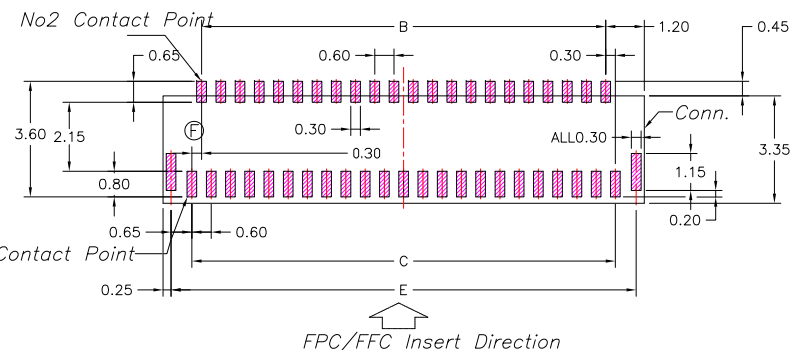 No2 Contact Point
B
1.20
0.45
0.65
0.60
0.30
Conn.
3.60
2.15
F
0.30
ALL0.30
3.35
0.30
1.15
0.80
0.20
0.65
0.60
Contact Point
C
0.25
E
FPC/FFC Insert Direction